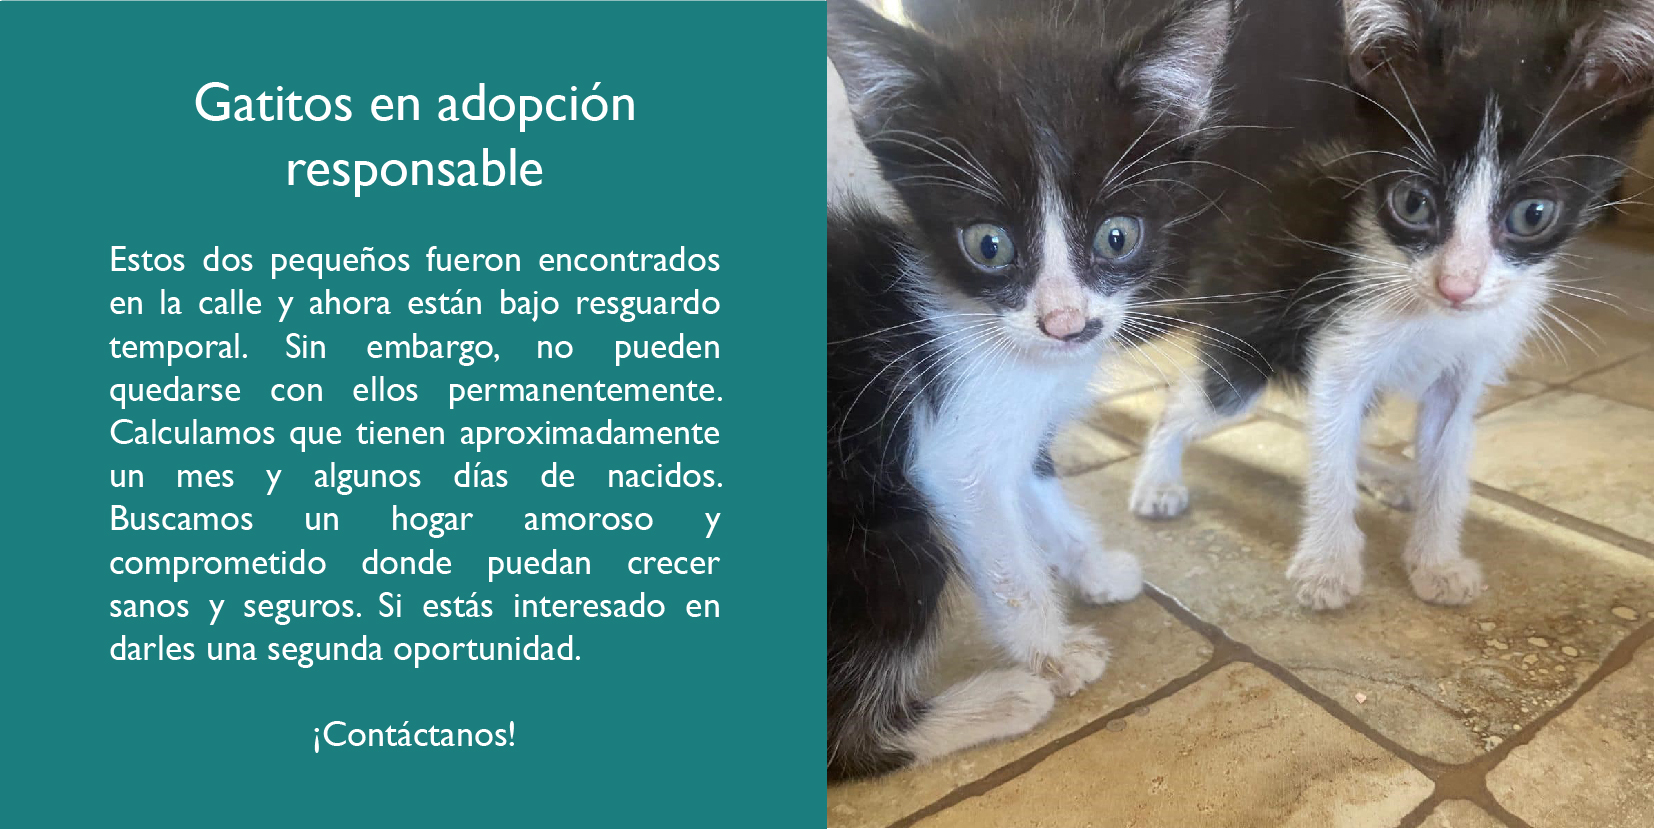 Gatitos en adopción
responsable
Estos dos pequeños fueron encontrados
en la calle y ahora están bajo resguardo
temporal. Sin embargo, no pueden
quedarse con ellos permanentemente.
Calculamos que tienen aproximadamente
un mes y algunos días de nacidos.
Buscamos un hogar amoroso y
comprometido donde puedan crecer
sanos y seguros. Si estás interesado en
darles una segunda oportunidad.
¡Contáctanos!